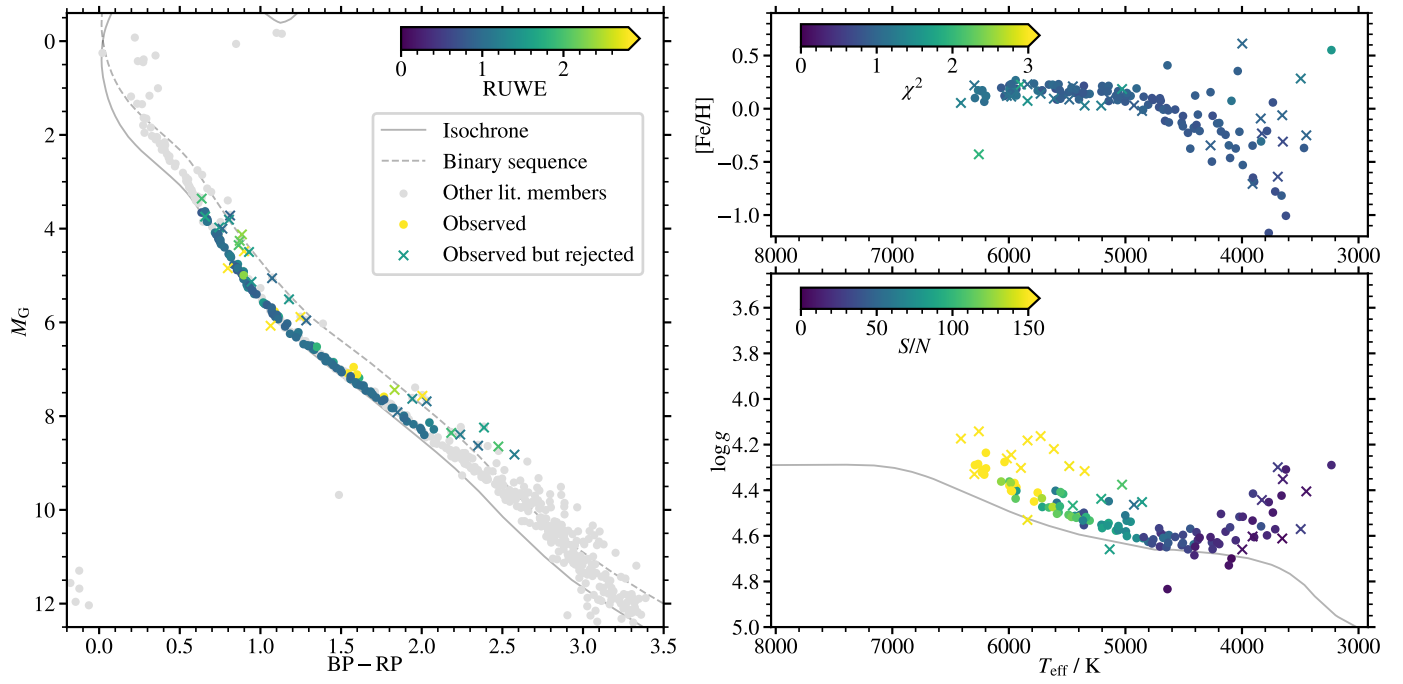 0
2
4
6
8
10
12
M_G
0.0 0.5 1.0 1.5 2.0 2.5 3.0 3.5
BP − RP
0 1 2
RUWE
Isochrone
Binary sequence
Other lit. members
Observed
Observed but rejected
0.5
0.0
−0.5
−1.0
[Fe/H]
0 1 2 3
χ²
8000 7000 6000 5000 4000 3000
3.6
3.8
4.0
4.2
4.4
4.6
4.8
5.0
log g
0 50 100 150
S/N
8000 7000 6000 5000 4000 3000
T_eff / K